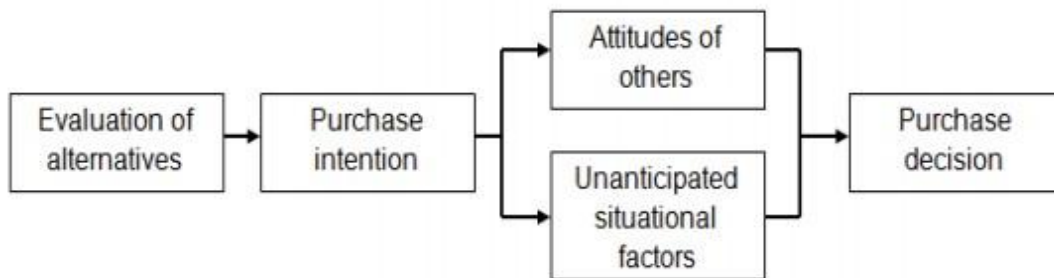 Evaluation of
alternatives
Purchase
intention
Attitudes of
others
Unanticipated
situational
factors
Purchase
decision